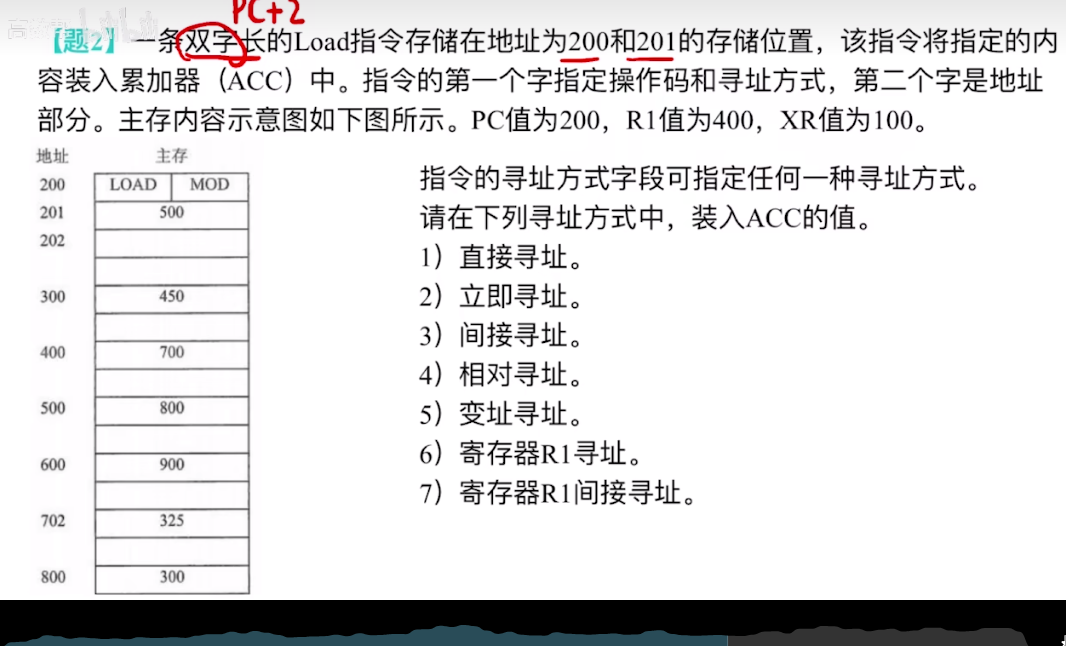 PC+2
【题2】一条双字长的Load指令存储在地址为200和201的存储位置，该指令将指定的内
容装入累加器（ACC）中。指令的第一个字指定操作码和寻址方式，第二个字是地址
部分。主存内容示意图如下图所示。PC值为200，R1值为400，XR值为100。
地址 主存
200 LOAD MOD
201 500
202
300 450
400 700
500 800
600 900
702 325
800 300
指令的寻址方式字段可指定任何一种寻址方式。
请在下列寻址方式中，装入ACC的值。
1）直接寻址。
2）立即寻址。
3）间接寻址。
4）相对寻址。
5）变址寻址。
6）寄存器R1寻址。
7）寄存器R1间接寻址。